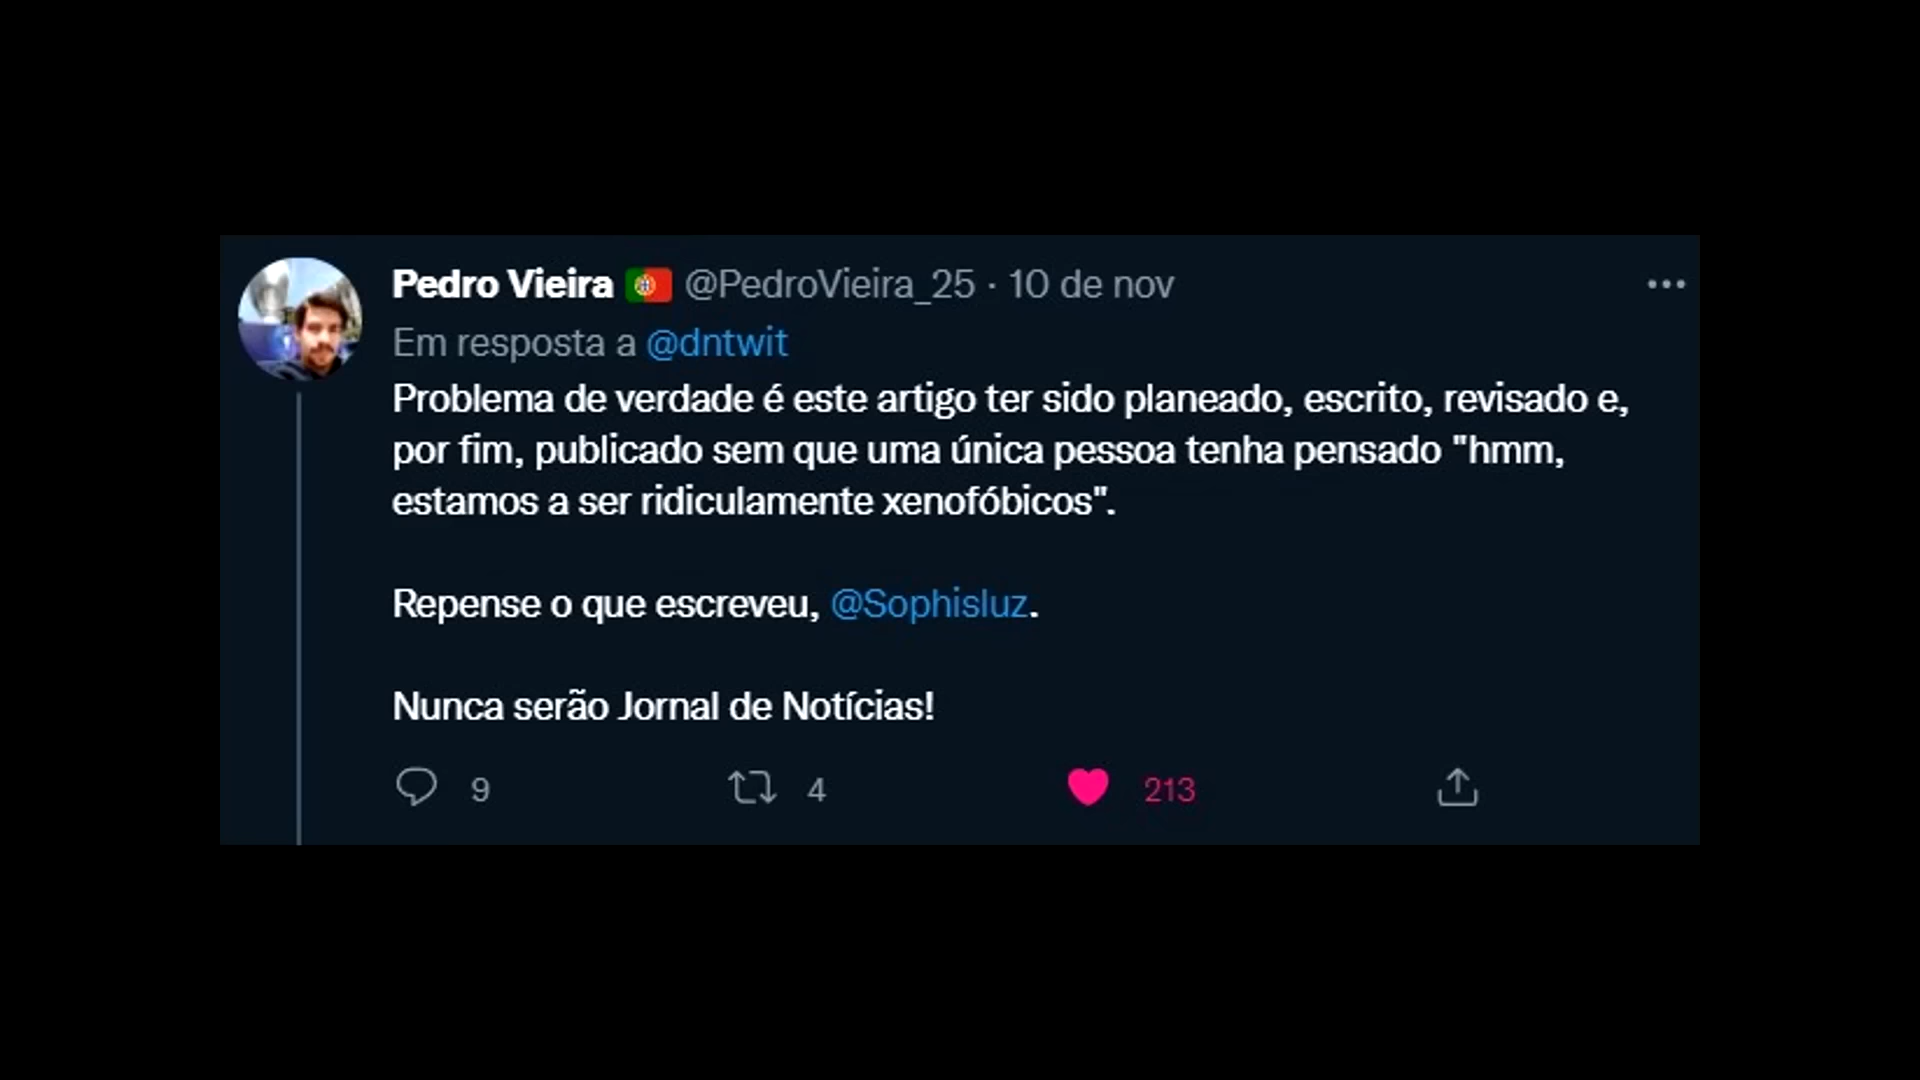 Pedro Vieira @PedroVieira_25 · 10 de nov
Em resposta a @dntwit
Problema de verdade é este artigo ter sido planeado, escrito, revisado e,
por fim, publicado sem que uma única pessoa tenha pensado "hmm,
estamos a ser ridiculamente xenofóbicos".
Repense o que escreveu, @Sophisluz.
Nunca serão Jornal de Notícias!
9 4 213